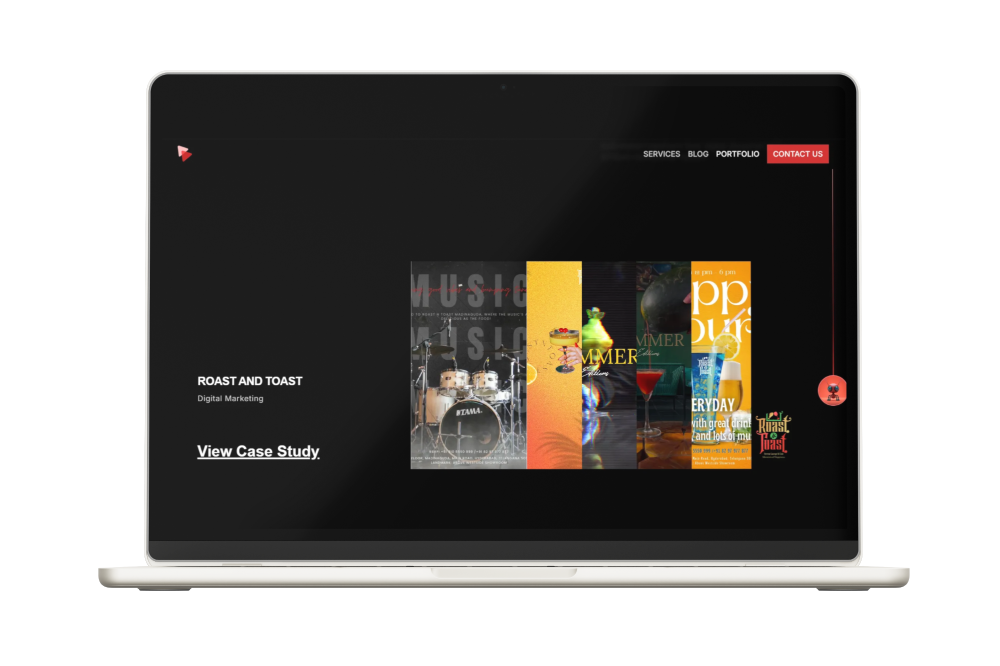 SERVICES BLOG PORTFOLIO CONTACT US
ROAST AND TOAST
Digital Marketing
View Case Study
MUSIC
MUSIC
TAMA
MMER
MMER
pp
our
ERYDAY
with great drin
and lots of mu
Roast
Toast